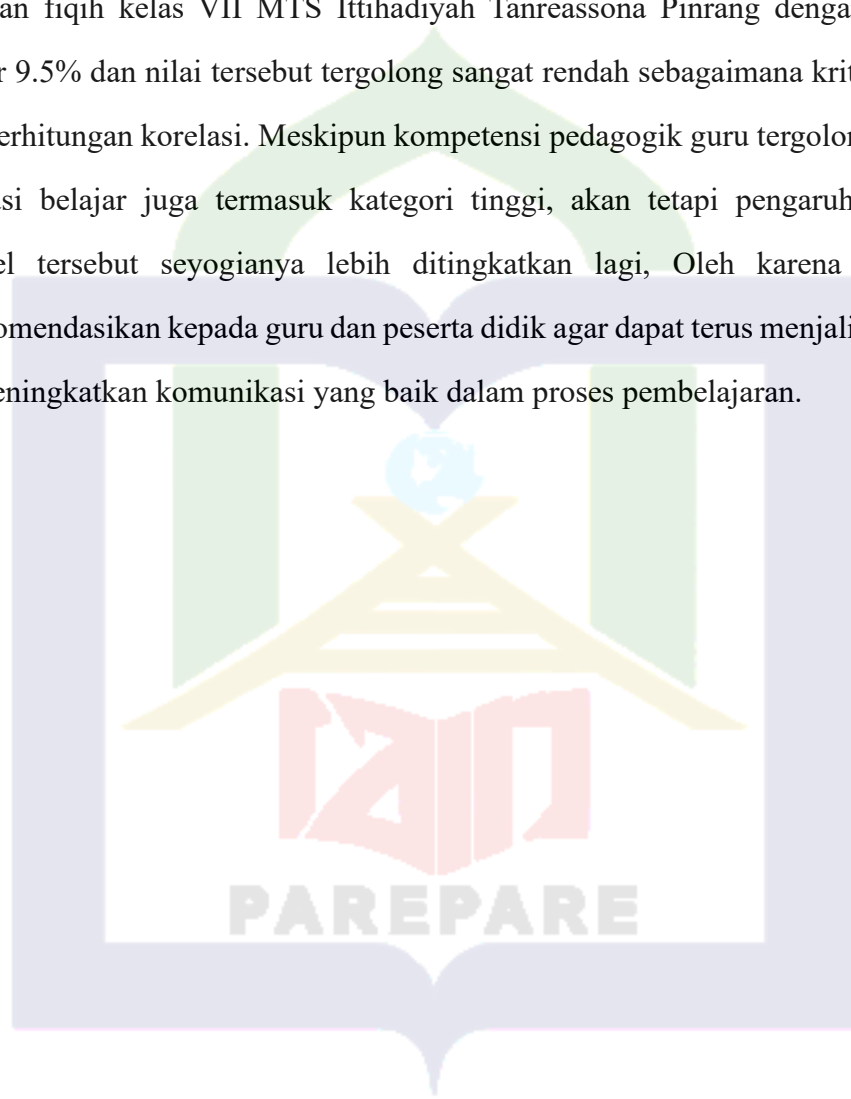 an fiqih kelas VII MTS Ittihadiyah Tanreassona Pinrang denga
r 9.5% dan nilai tersebut tergolong sangat rendah sebagaimana krit
erhitungan korelasi. Meskipun kompetensi pedagogik guru tergolor
si belajar juga termasuk kategori tinggi, akan tetapi pengaruh
el tersebut seyogianya lebih ditingkatkan lagi, Oleh karena
omendasikan kepada guru dan peserta didik agar dapat terus menjali
eningkatkan komunikasi yang baik dalam proses pembelajaran.
iain
PAREPARE